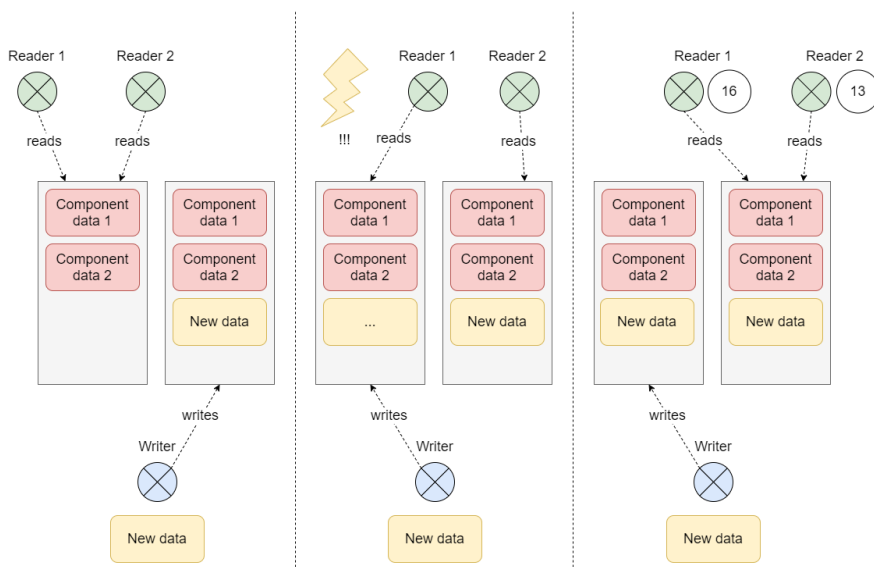 Reader 1
Reader 2
reads
reads
Component
data 1
Component
data 2
Component
data 1
Component
data 2
New data
writes
Writer
New data
Reader 1
Reader 2
!!!
reads
reads
Component
data 1
Component
data 2
...
Component
data 1
Component
data 2
New data
writes
Writer
New data
Reader 1
16
Reader 2
13
reads
reads
Component
data 1
Component
data 2
New data
Component
data 1
Component
data 2
New data
writes
Writer
New data